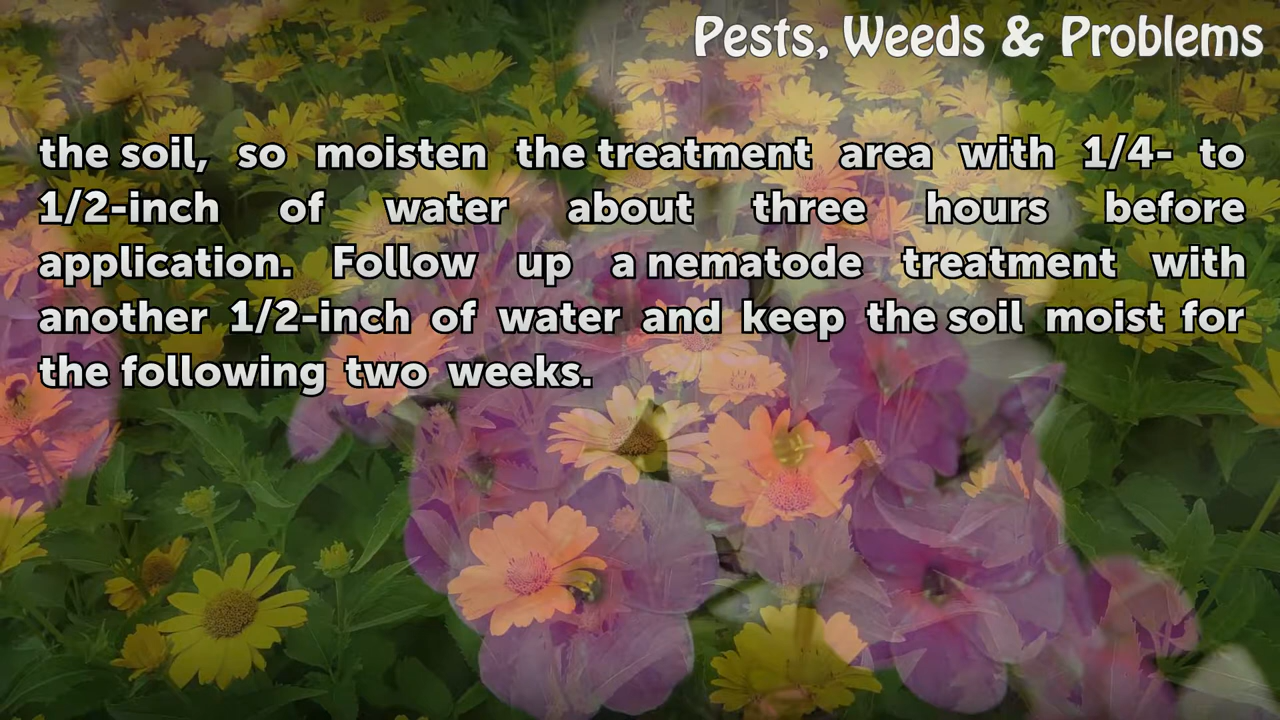 Pests, Weeds & Problems
the soil, so moisten the treatment area with 1/4- to
1/2-inch of water about three hours before
application. Follow up a nematode treatment with
another 1/2-inch of water and keep the soil moist for
the following two weeks.